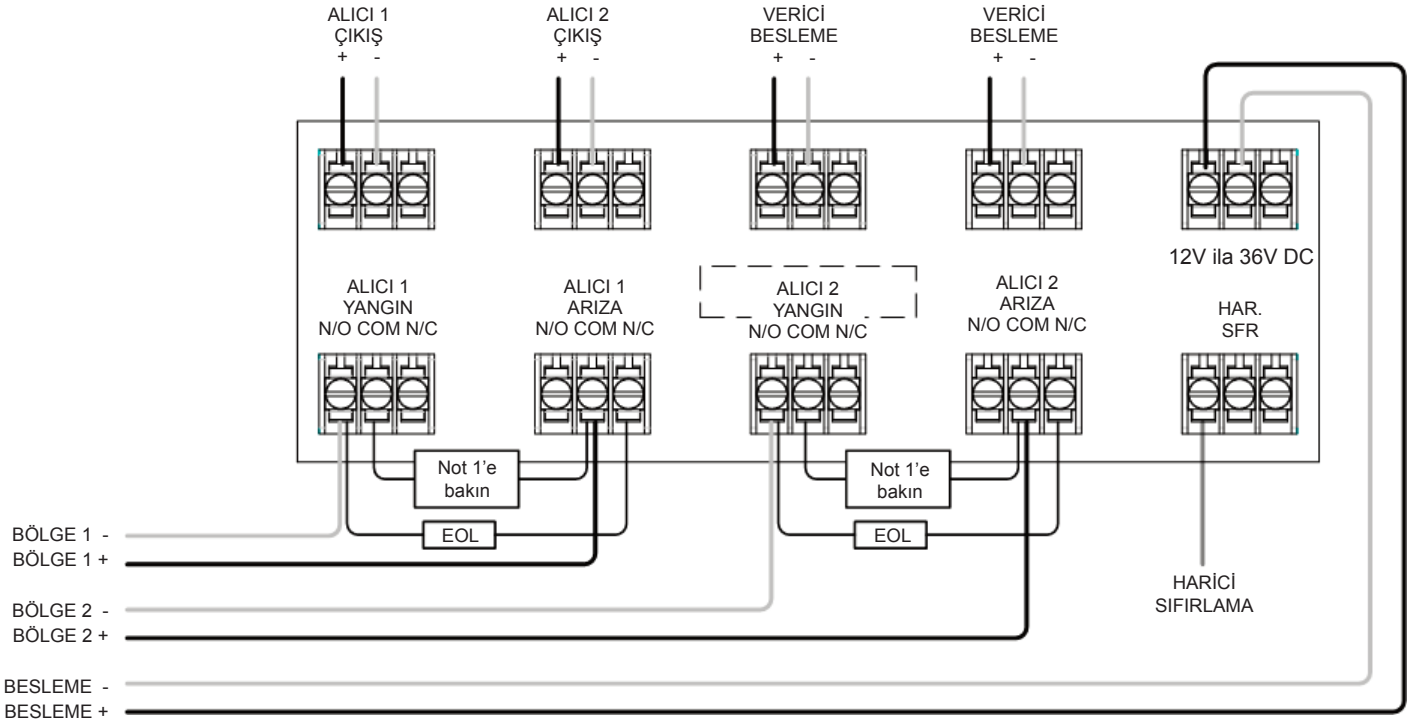 ALICI 1
ÇIKIŞ
+ -
ALICI 2
ÇIKIŞ
+ -
VERİCİ
BESLEME
+ -
VERİCİ
BESLEME
+ -
12V ila 36V DC
ALICI 1
YANGIN
N/O COM N/C
ALICI 1
ARIZA
N/O COM N/C
ALICI 2
YANGIN
N/O COM N/C
ALICI 2
ARIZA
N/O COM N/C
HAR.
SFR
Not 1’e
bakın
EOL
Not 1’e
bakın
EOL
HARİCİ
SIFIRLAMA
BÖLGE 1 -
BÖLGE 1 +
BÖLGE 2 -
BÖLGE 2 +
BESLEME -
BESLEME +